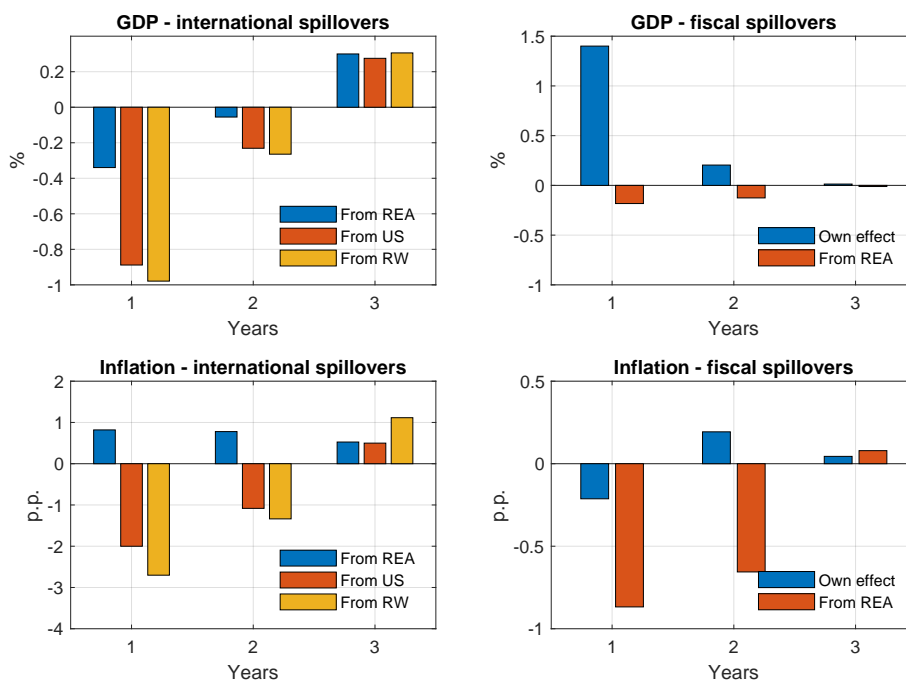 GDP - international spillovers
0.2
0
-0.2
-0.4
-0.6
-0.8
-1
%
From REA
From US
From RW
1 2 3
Years
GDP - fiscal spillovers
1.5
1
0.5
0
-0.5
-1
%
Own effect
From REA
1 2 3
Years
Inflation - international spillovers
2
1
0
-1
-2
-3
-4
p.p.
From REA
From US
From RW
1 2 3
Years
Inflation - fiscal spillovers
0.5
0
-0.5
-1
p.p.
Own effect
From REA
1 2 3
Years